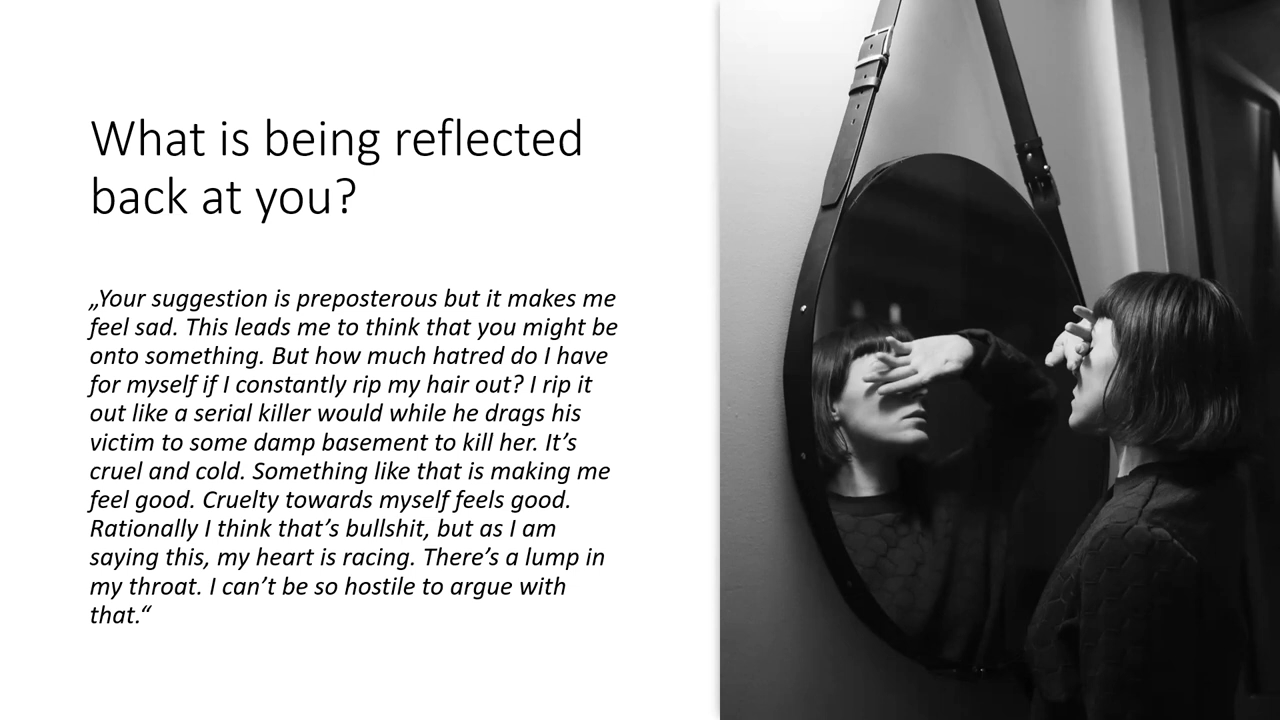 What is being reflected
back at you?
„Your suggestion is preposterous but it makes me
feel sad. This leads me to think that you might be
onto something. But how much hatred do I have
for myself if I constantly rip my hair out? I rip it
out like a serial killer would while he drags his
victim to some damp basement to kill her. It’s
cruel and cold. Something like that is making me
feel good. Cruelty towards myself feels good.
Rationally I think that’s bullshit, but as I am
saying this, my heart is racing. There’s a lump in
my throat. I can’t be so hostile to argue with
that.“